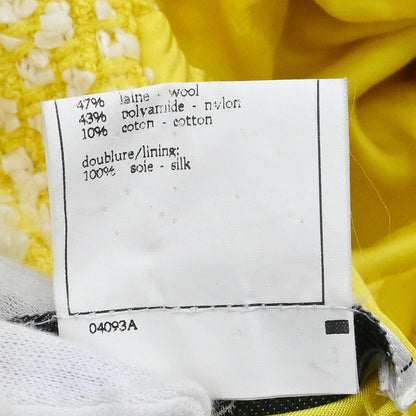 47% laine - wool
43% polyamide - nylon
10% coton - cotton
doublure/lining:
100% soie - silk
04093A